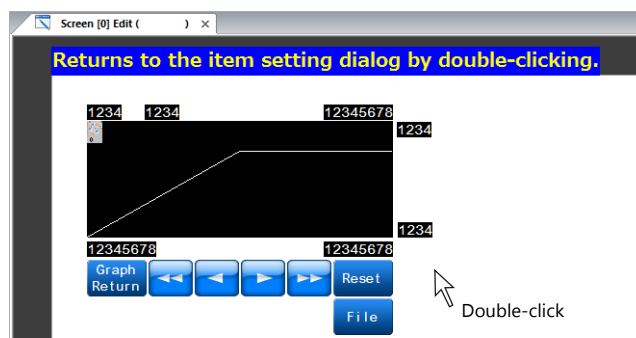 Screen [0] Edit (          ) ×
Returns to the item setting dialog by double-clicking.
1234 1234 12345678
1234
1234
12345678 12345678
Graph Return Reset
File
Double-click